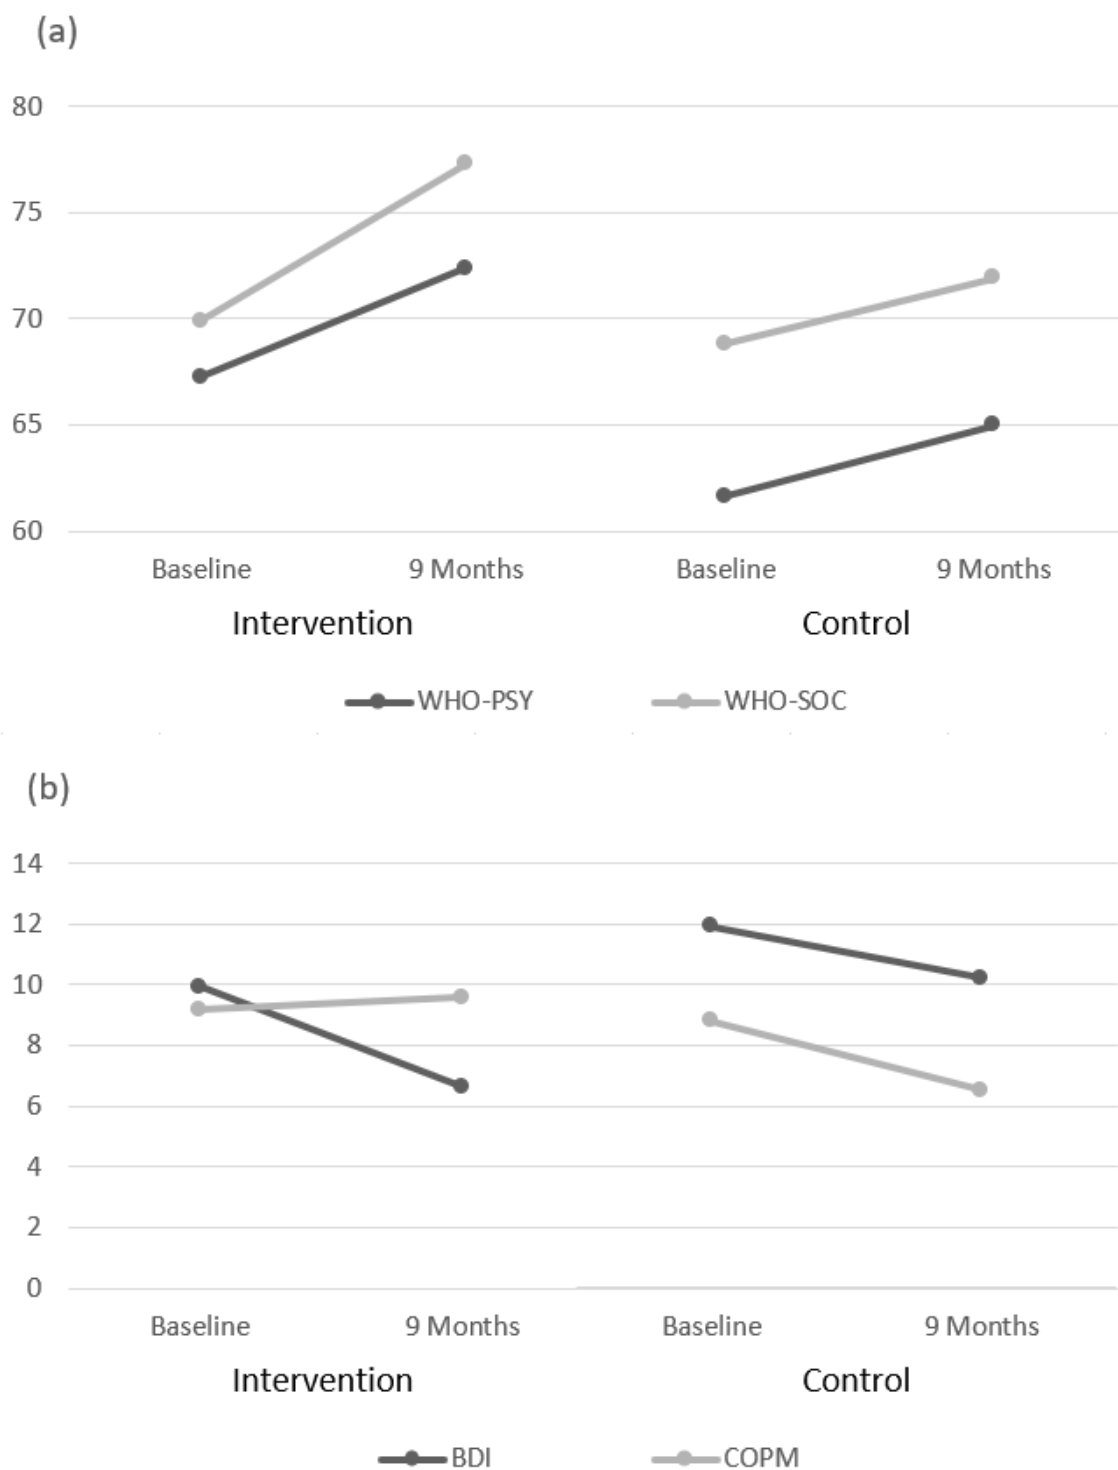 (a)
80
75
70
65
60
Baseline 9 Months Baseline 9 Months
Intervention Control
WHO-PSY WHO-SOC
(b)
14
12
10
8
6
4
2
0
Baseline 9 Months Baseline 9 Months
Intervention Control
BDI COPM